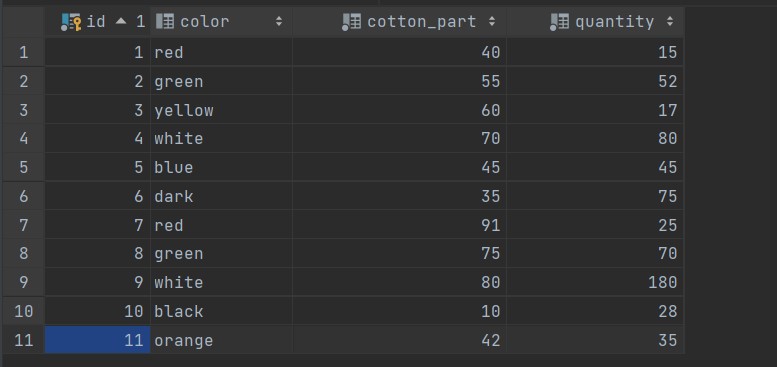 id 1 color cotton_part quantity
1 1 red 40 15
2 2 green 55 52
3 3 yellow 60 17
4 4 white 70 80
5 5 blue 45 45
6 6 dark 35 75
7 7 red 91 25
8 8 green 75 70
9 9 white 80 180
10 10 black 10 28
11 11 orange 42 35